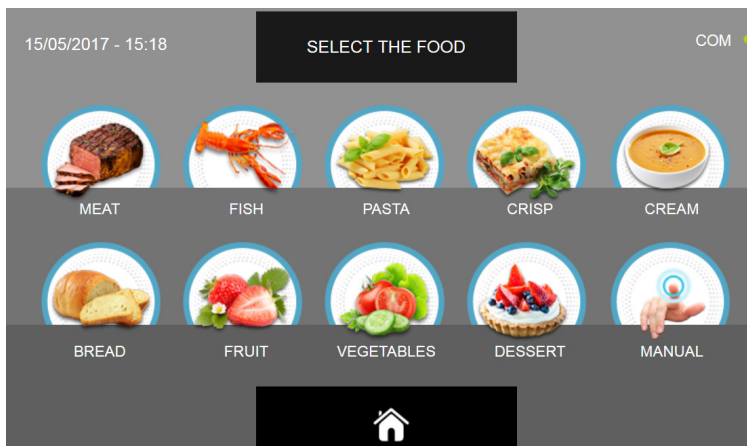 15/05/2017 - 15:18
SELECT THE FOOD
COM
MEAT
FISH
PASTA
CRISP
CREAM
BREAD
FRUIT
VEGETABLES
DESSERT
MANUAL